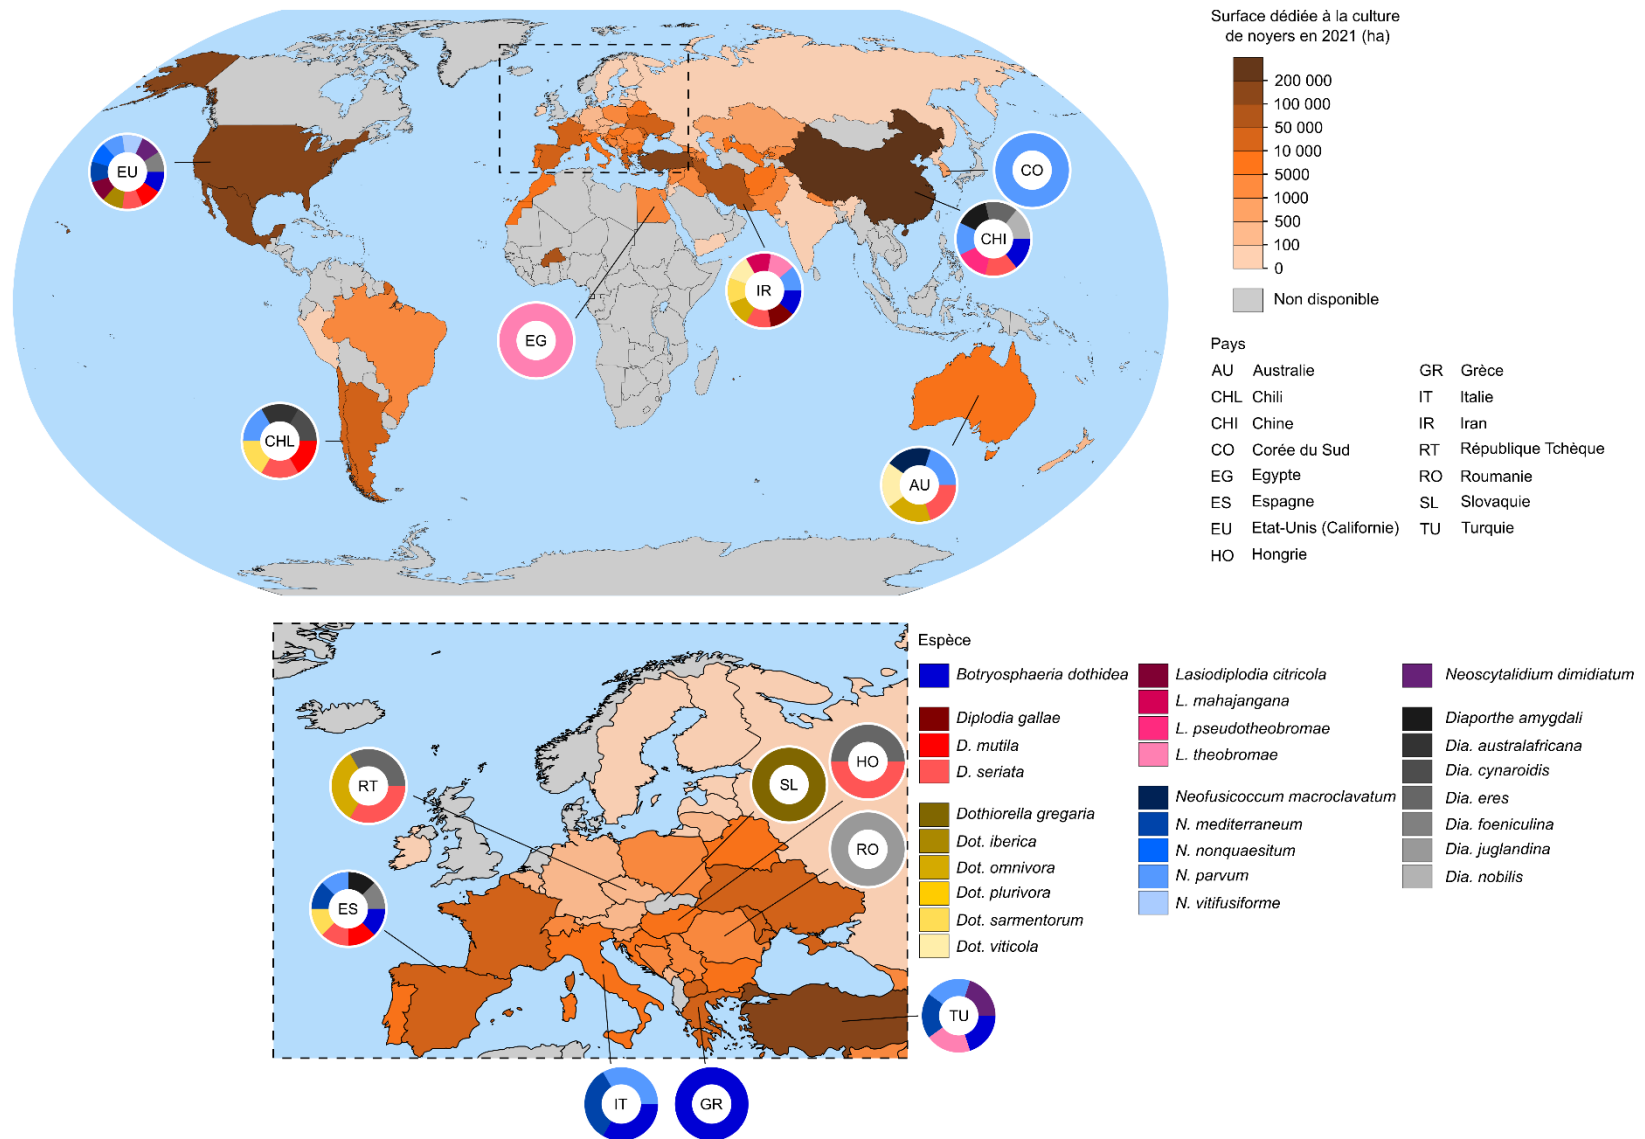 Surface dédiée à la culture
de noyers en 2021 (ha)
200 000
100 000
50 000
10 000
5000
1000
500
100
0
Non disponible
EU
CO
CHI
IR
EG
CHL
AU
Pays
AU Australie
CHL Chili
CHI Chine
CO Corée du Sud
EG Egypte
ES Espagne
EU Etat-Unis (Californie)
HO Hongrie
GR Grèce
IT Italie
IR Iran
RT République Tchèque
RO Roumanie
SL Slovaquie
TU Turquie
RT
SL
HO
RO
ES
TU
IT
GR
Espèce
Botryosphaeria dothidea
Diplodia gallae
D. mutila
D. seriata
Dothiorella gregaria
Dot. iberica
Dot. omnivora
Dot. plurivora
Dot. sarmentorum
Dot. viticola
Lasiodiplodia citricola
L. mahajangana
L. pseudotheobromae
L. theobromae
Neofusicoccum macroclavatum
N. mediterraneum
N. nonquaesitum
N. parvum
N. vitifusiforme
Neoscytalidium dimidiatum
Diaporthe amygdali
Dia. australafricana
Dia. cynaroidis
Dia. eres
Dia. foeniculina
Dia. juglandina
Dia. nobilis